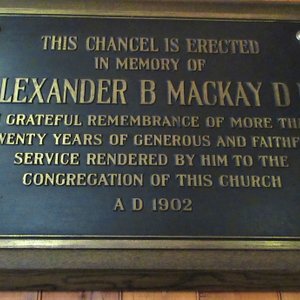 THIS CHANCEL IS ERECTED
IN MEMORY OF
LEXANDER B MACKAY D
GRATEFUL REMEMBRANCE OF MORE THA
WENTY YEARS OF GENEROUS AND FAITHF
SERVICE RENDERED BY HIM TO THE
CONGREGATION OF THIS CHURCH
A D 1902